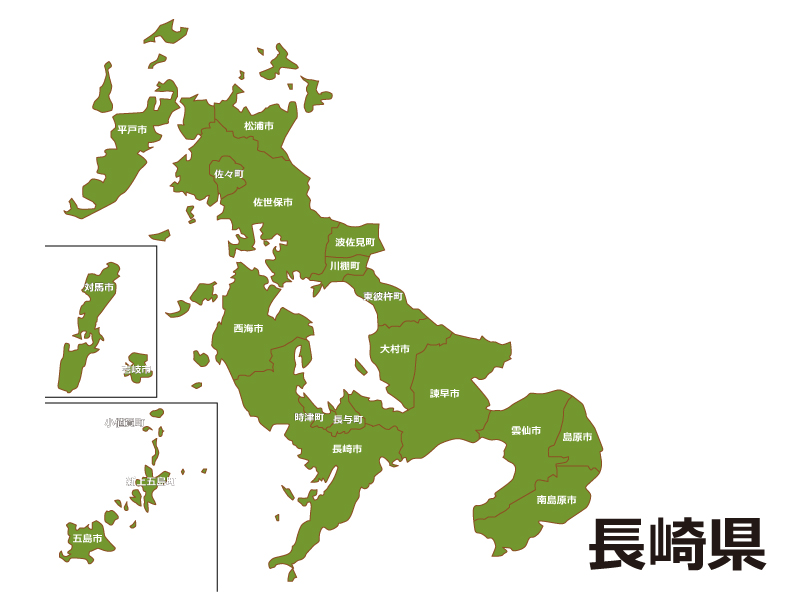 平戸市
松浦市
佐々町
佐世保市
波佐見町
川棚町
東彼杵町
対馬市
壱岐市
西海市
大村市
諫早市
時津町
長与町
長崎市
雲仙市
島原市
南島原市
小値賀町
新上五島町
五島市
長崎県